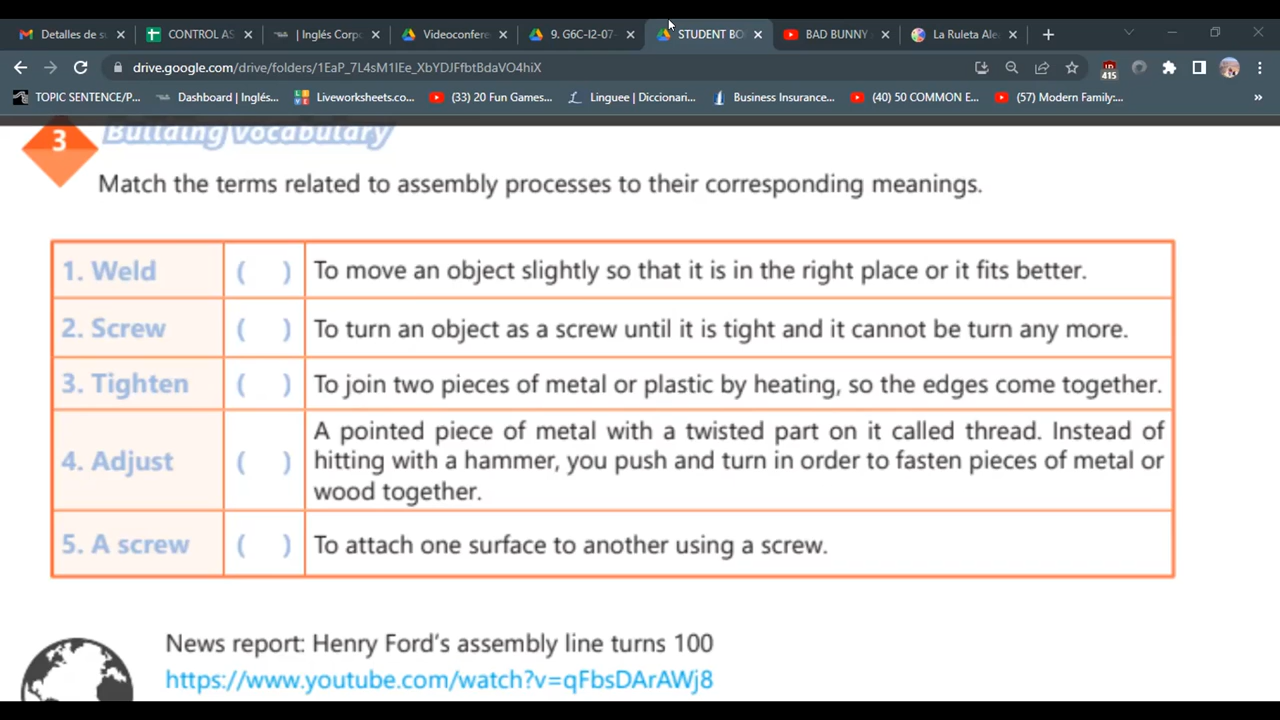 Detalles de su
CONTROL AS
| Inglés Corpo
Videoconfere
9. G6C-I2-07-
STUDENT BO
BAD BUNNY
La Ruleta Ale
drive.google.com/drive/folders/1EaP_7L4sM1IEe_XbYDJFfbtBdaVO4hiX
415
TOPIC SENTENCE/P...
Dashboard | Inglés...
Liveworksheets.co...
(33) 20 Fun Games...
Linguee | Diccionari...
Business Insurance...
(40) 50 COMMON E...
(57) Modern Family:...
»
3
Building Vocabulary
Match the terms related to assembly processes to their corresponding meanings.
1. Weld ( ) To move an object slightly so that it is in the right place or it fits better.
2. Screw ( ) To turn an object as a screw until it is tight and it cannot be turn any more.
3. Tighten ( ) To join two pieces of metal or plastic by heating, so the edges come together.
A pointed piece of metal with a twisted part on it called thread. Instead of
4. Adjust ( ) hitting with a hammer, you push and turn in order to fasten pieces of metal or
wood together.
5. A screw ( ) To attach one surface to another using a screw.
News report: Henry Ford's assembly line turns 100
https://www.youtube.com/watch?v=qFbsDArAWj8